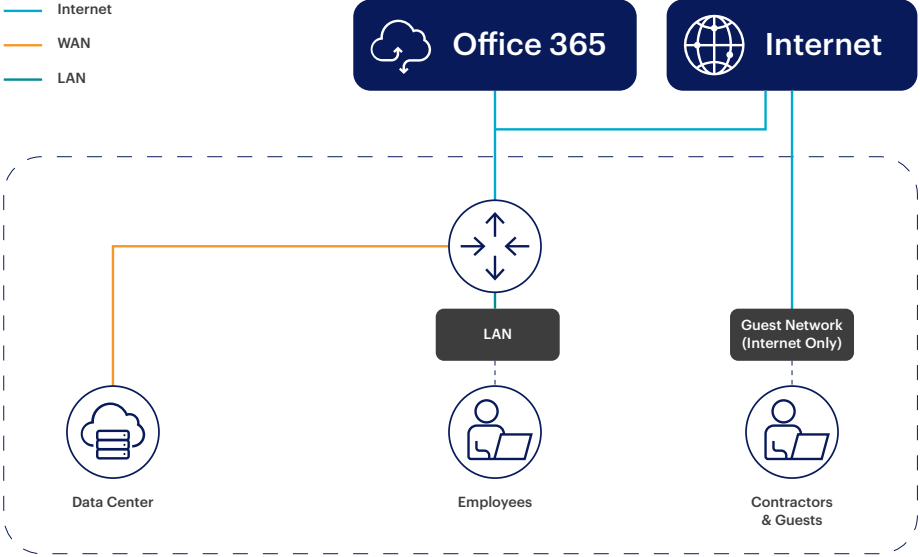 Internet
WAN
LAN
Office 365
Internet
LAN
Guest Network
(Internet Only)
Data Center
Employees
Contractors
& Guests